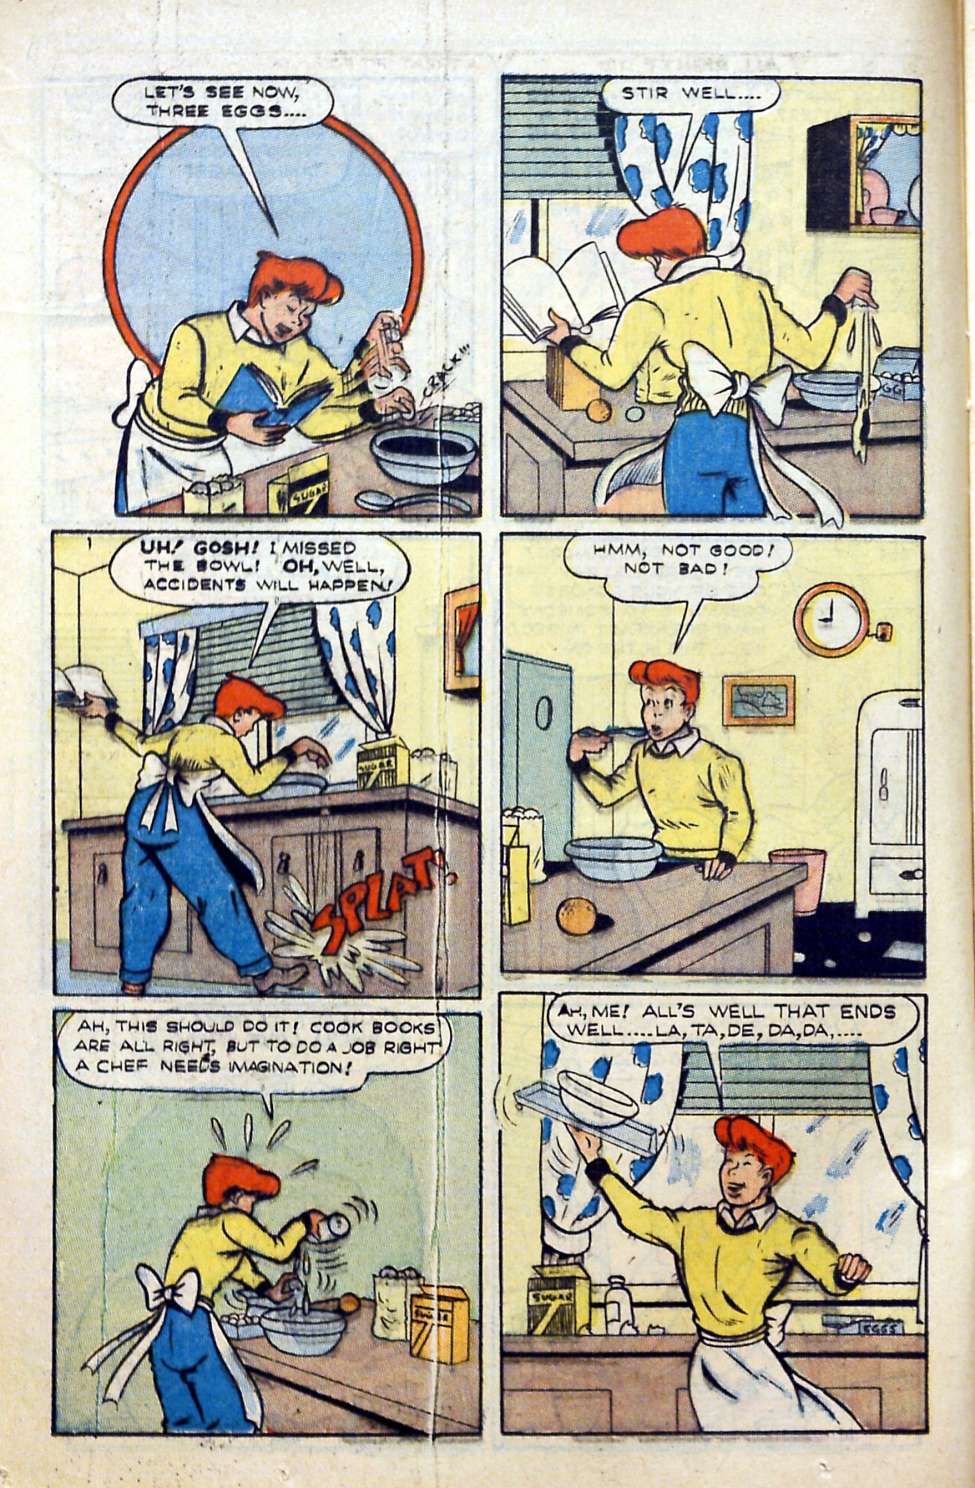 LET'S SEE NOW,
THREE EGGS....
CRACK!!!
SUGAR
STIR WELL....
EGG
UH! GOSH! I MISSED
THE BOWL! OH, WELL,
ACCIDENTS WILL HAPPEN!
SUGAR
SPLAT!
HMM, NOT GOOD!
NOT BAD!
AH, THIS SHOULD DO IT! COOK BOOKS
ARE ALL RIGHT, BUT TO DO A JOB RIGHT
A CHEF NEEDS IMAGINATION!
SUGAR
AH, ME! ALL'S WELL THAT ENDS
WELL....LA, TA, DE, DA, DA,....
SUGAR
EGGS